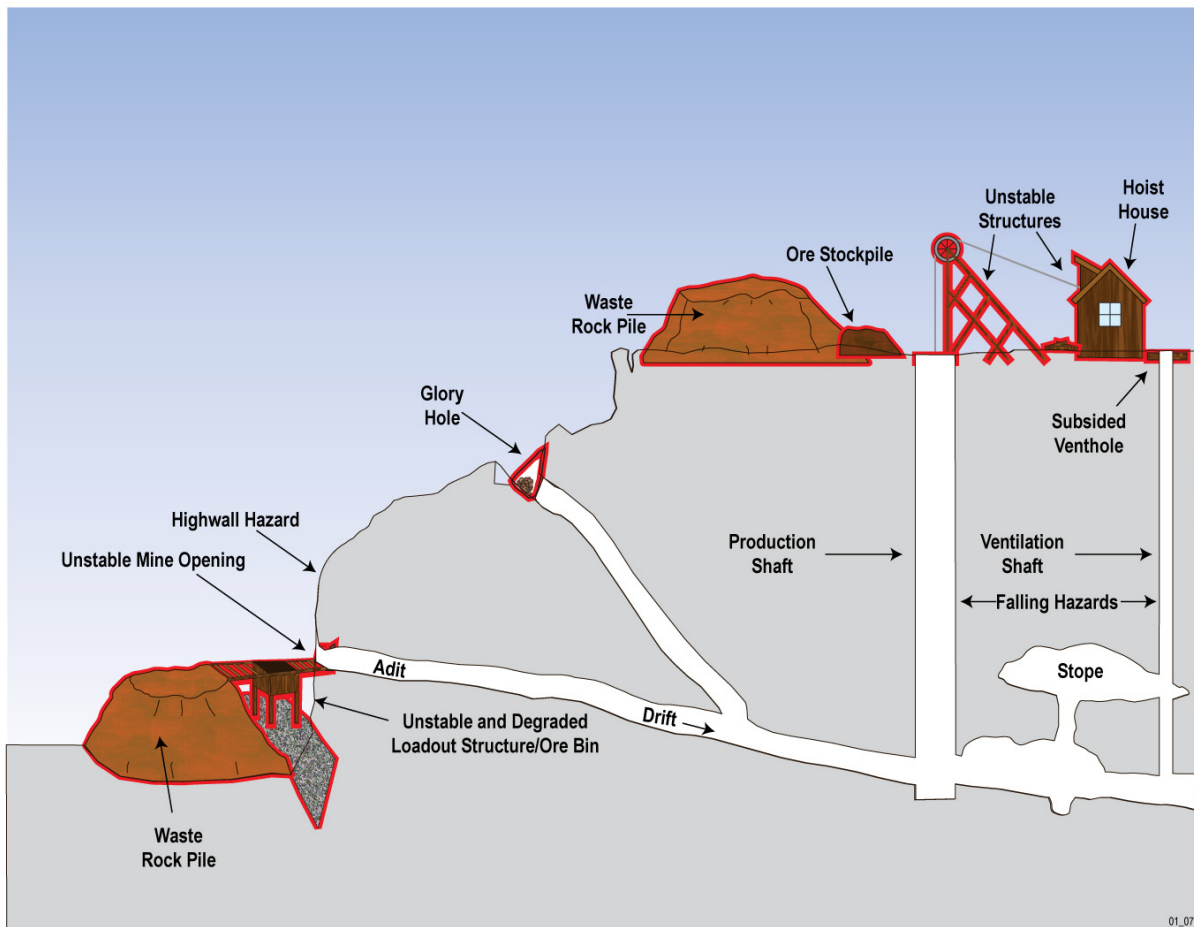 Hoist
House
Unstable
Structures
Ore Stockpile
Waste
Rock Pile
Glory
Hole
Subsided
Venthole
Highwall Hazard
Unstable Mine Opening
Production
Shaft
Ventilation
Shaft
Falling Hazards
Adit
Stope
Drift
Unstable and Degraded
Loadout Structure/Ore Bin
Waste
Rock Pile
01_07